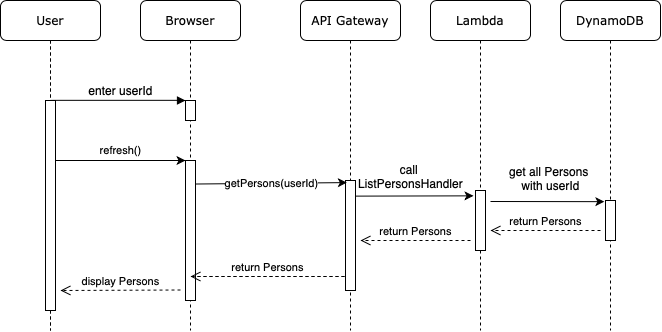 User
Browser
API Gateway
Lambda
DynamoDB
enter userId
refresh()
getPersons(userId)
call
ListPersonsHandler
get all Persons
with userId
return Persons
return Persons
return Persons
display Persons